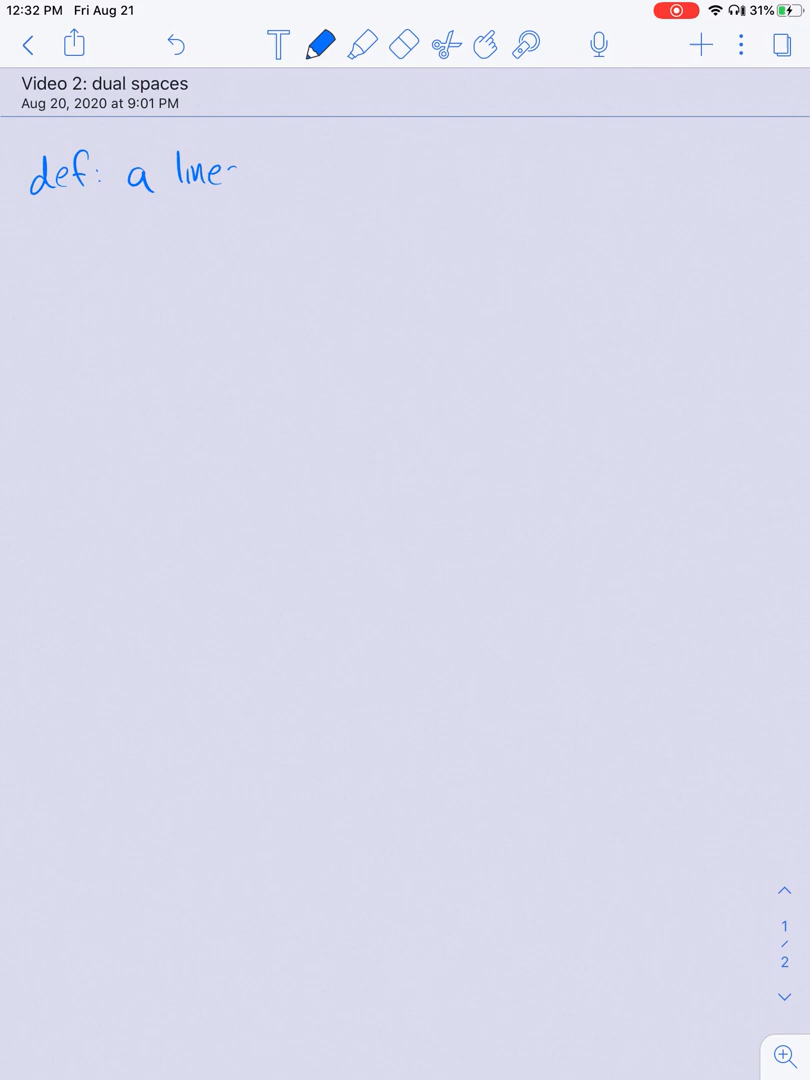 12:32 PM Fri Aug 21
31%
T
Video 2: dual spaces
Aug 20, 2020 at 9:01 PM
def: a line
1
/
2